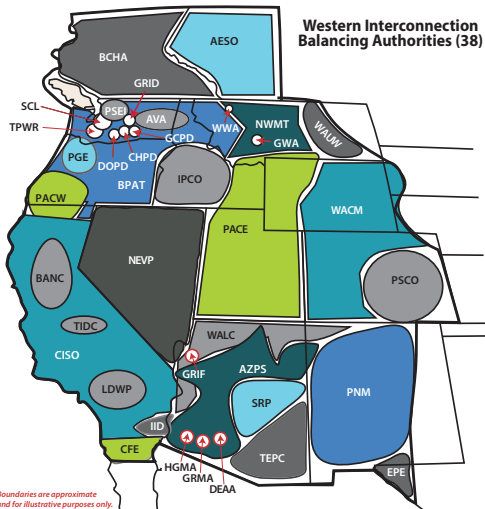 Western Interconnection
Balancing Authorities (38)
BCHA
AESO
GRID
SCL
PSEI
AVA
TPWR
WWA
NWMT
WAUW
GCPD
GWA
PGE
CHPD
DOPD
BPAT
IPCO
PACW
WACM
PACE
NEVP
BANC
PSCO
TIDC
CISO
WALC
GRIF
AZPS
LDWP
PNM
SRP
IID
CFE
TEPC
HGMA
GRMA
DEAA
EPE
Boundaries are approximate
and for illustrative purposes only.